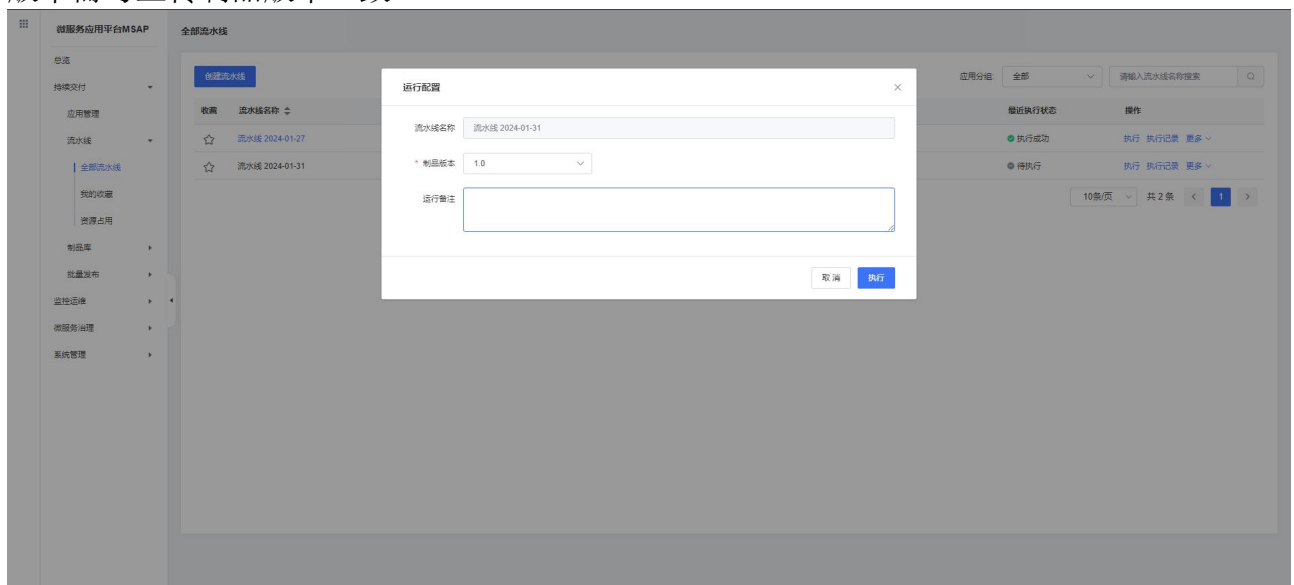 微服务应用平台MSAP
全部流水线
总览
持续交付
应用管理
流水线
全部流水线
我的收藏
资源占用
制品库
批量发布
监控运维
微服务治理
系统管理
创建流水线
应用分组 全部 请输入流水线名称搜索
收藏 流水线名称 最近执行状态 操作
流水线 2024-01-27 执行成功 执行 执行记录 更多
流水线 2024-01-31 待执行 执行 执行记录 更多
10条/页 共 2 条 < 1 >
运行配置 ×
流水线名称 流水线 2024-01-31
* 制品版本 1.0
运行备注
取 消 执行